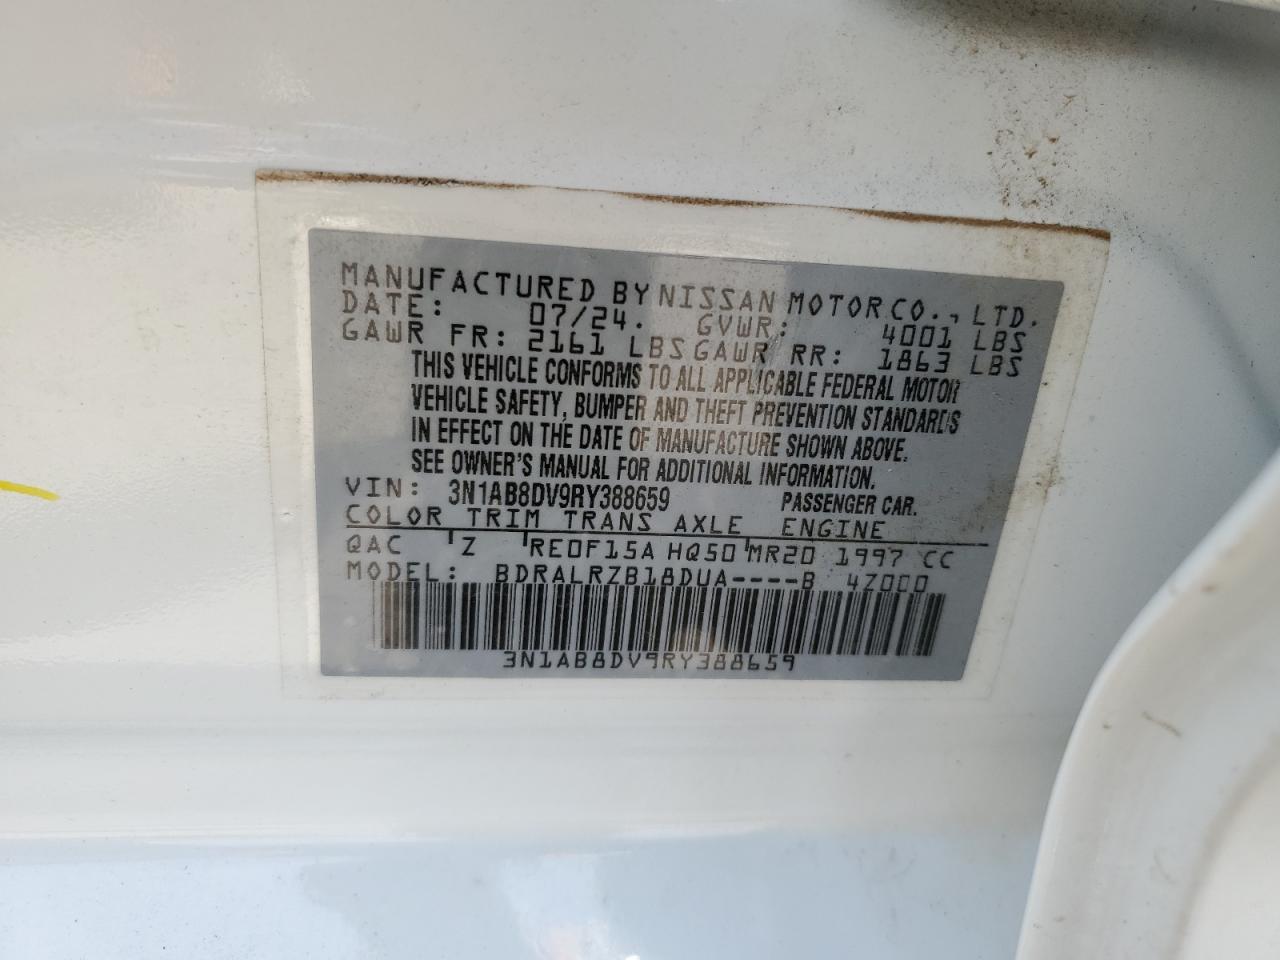 MANUFACTURED BY NISSAN MOTOR CO., LTD.
DATE: 07/24. GVWR: 4001 LBS
GAWR FR: 2161 LBS GAWR RR: 1863 LBS
THIS VEHICLE CONFORMS TO ALL APPLICABLE FEDERAL MOTOR
VEHICLE SAFETY, BUMPER AND THEFT PREVENTION STANDARDS
IN EFFECT ON THE DATE OF MANUFACTURE SHOWN ABOVE.
SEE OWNER'S MANUAL FOR ADDITIONAL INFORMATION.
VIN: 3N1AB8DV9RY388659 PASSENGER CAR.
COLOR TRIM TRANS AXLE ENGINE
QAC Z RE0F15A HQ50 MR20 1997 CC
MODEL: BDRALRZB18DUA----B 4Z000
3N1AB8DV9RY388659